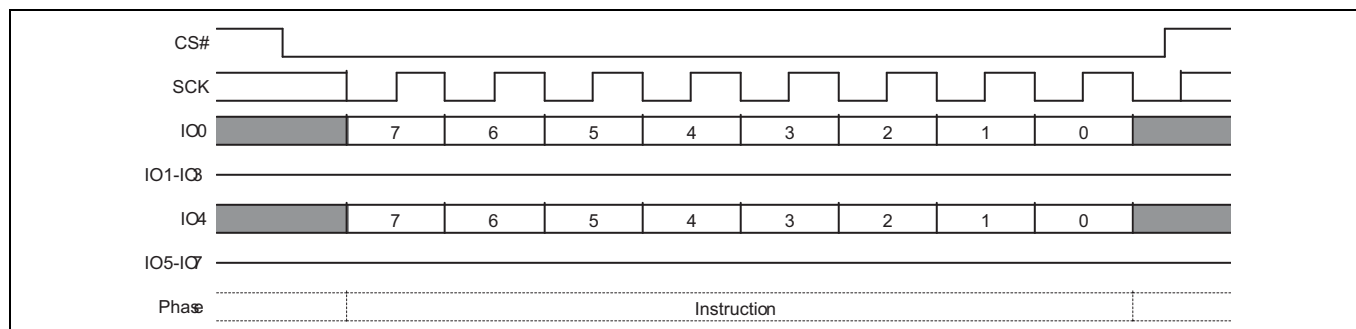 CS#
SCK
IO0 7 6 5 4 3 2 1 0
IO1-IO3
IO4 7 6 5 4 3 2 1 0
IO5-IO7
Phase Instruction